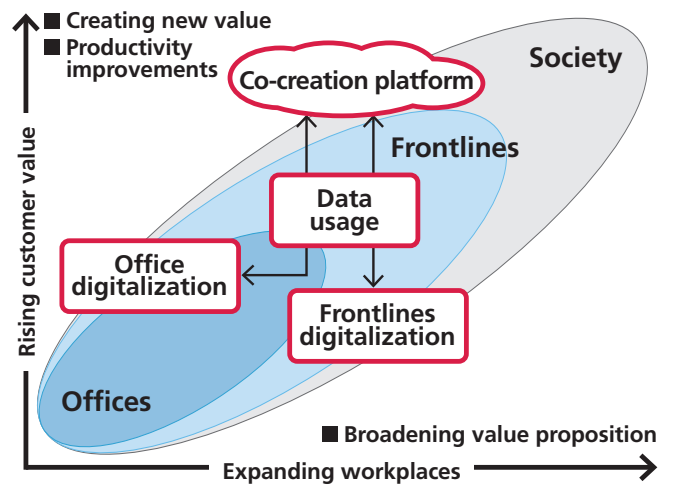 ■ Creating new value
■ Productivity
improvements
Co-creation platform
Society
Frontlines
Data
usage
Office
digitalization
Frontlines
digitalization
Offices
Rising customer value
■ Broadening value proposition
Expanding workplaces